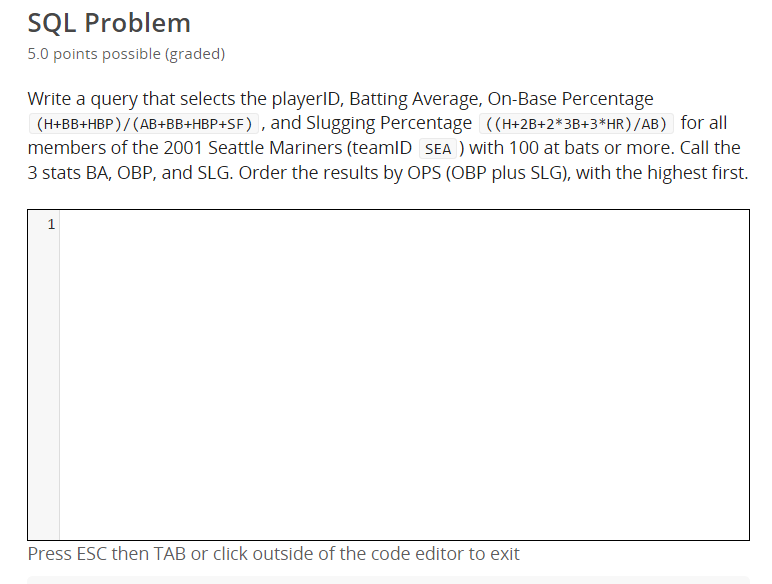 SQL Problem
5.0 points possible (graded)
Write a query that selects the playerID, Batting Average, On-Base Percentage
(H+BB+HBP)/(AB+BB+HBP+SF) , and Slugging Percentage ((H+2B+2*3B+3*HR)/AB) for all
members of the 2001 Seattle Mariners (teamID SEA ) with 100 at bats or more. Call the
3 stats BA, OBP, and SLG. Order the results by OPS (OBP plus SLG), with the highest first.
1
Press ESC then TAB or click outside of the code editor to exit